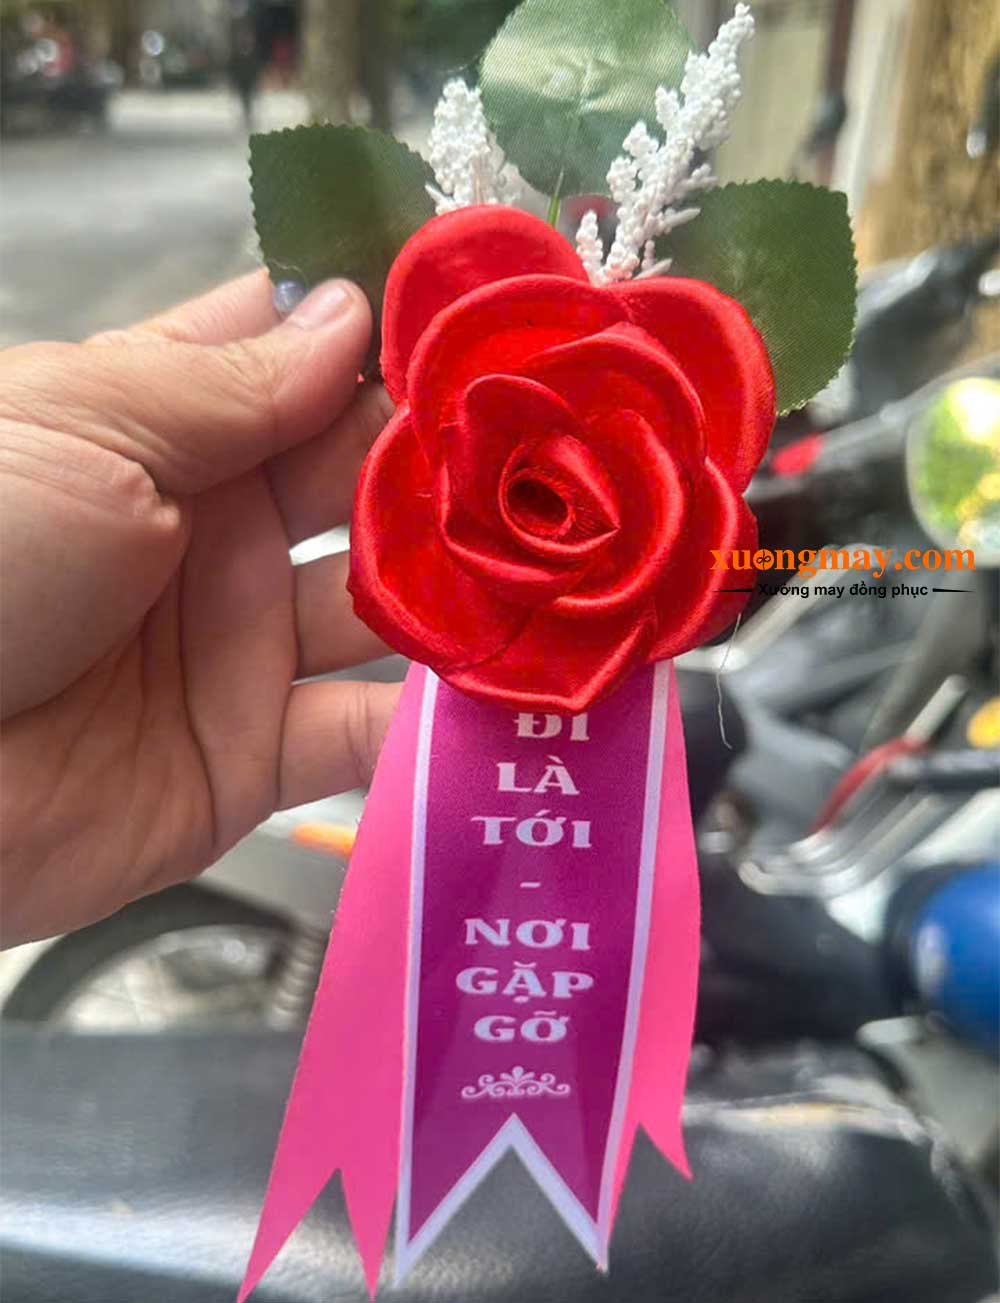 ĐI
LÀ
TỚI
-
NƠI
GẶP
GỠ
xuongmay.com
Xưởng may đồng phục